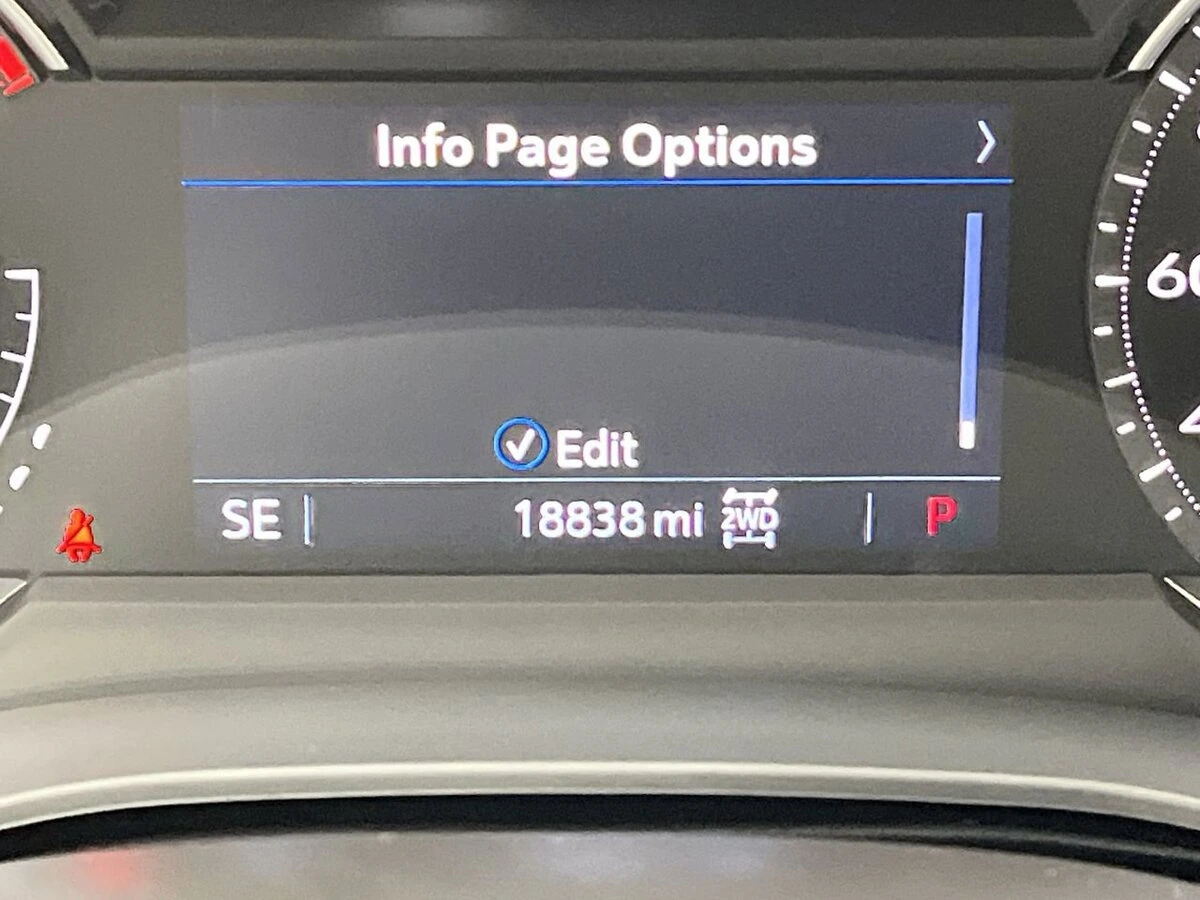 Info Page Options
60
Edit
SE
18838 mi
2WD
P